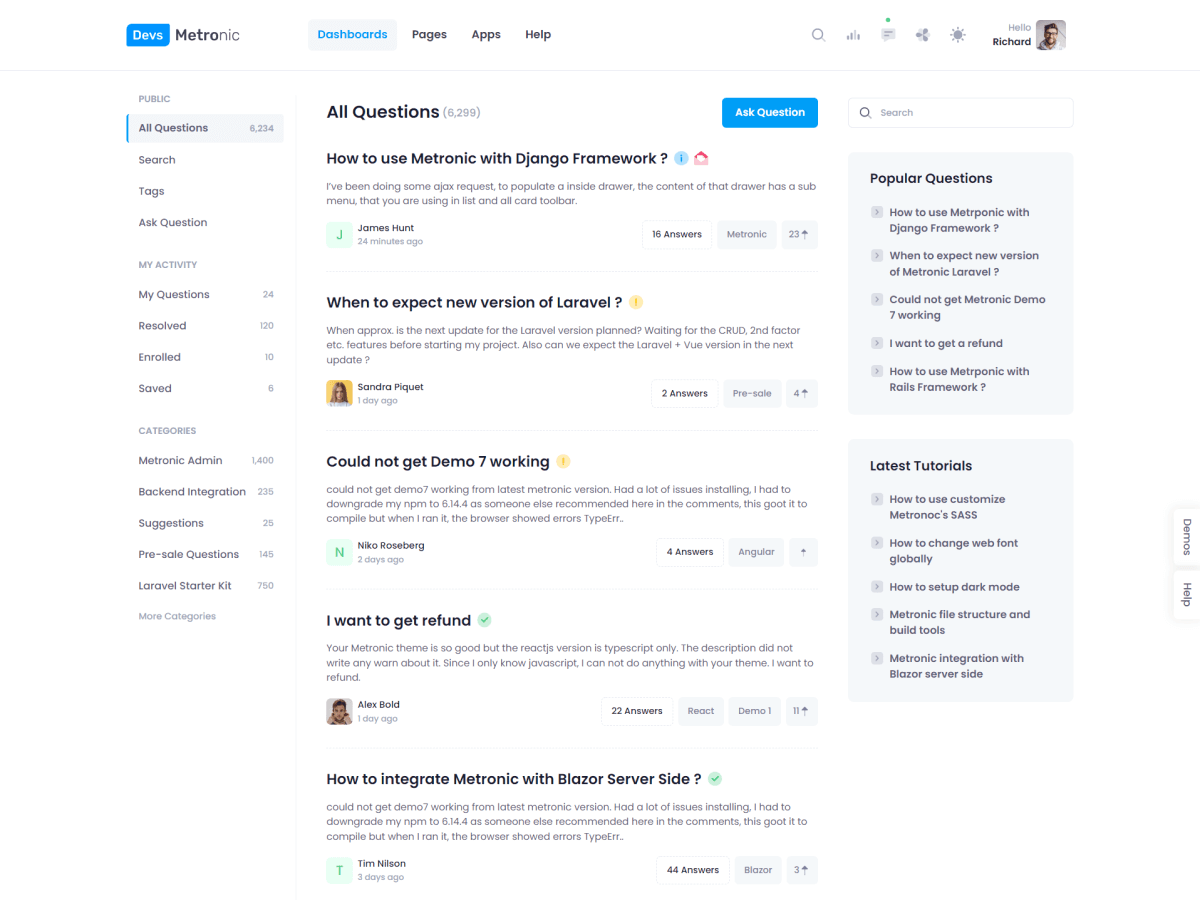 Devs Metronic
Dashboards
Pages
Apps
Help
Hello
Richard
PUBLIC
All Questions 6,234
Search
Tags
Ask Question
MY ACTIVITY
My Questions 24
Resolved 120
Enrolled 10
Saved 6
CATEGORIES
Metronic Admin 1,400
Backend Integration 235
Suggestions 25
Pre-sale Questions 145
Laravel Starter Kit 750
More Categories
All Questions (6,299)
Ask Question
How to use Metronic with Django Framework ?
I've been doing some ajax request, to populate a inside drawer, the content of that drawer has a sub
menu, that you are using in list and all card toolbar.
J
James Hunt
24 minutes ago
16 Answers
Metronic
23
When to expect new version of Laravel ?
When approx. is the next update for the Laravel version planned? Waiting for the CRUD, 2nd factor
etc. features before starting my project. Also can we expect the Laravel + Vue version in the next
update ?
Sandra Piquet
1 day ago
2 Answers
Pre-sale
4
Could not get Demo 7 working
could not get demo7 working from latest metronic version. Had a lot of issues installing, I had to
downgrade my npm to 6.14.4 as someone else recommended here in the comments, this goot it to
compile but when I ran it, the browser showed errors TypeErr..
N
Niko Roseberg
2 days ago
4 Answers
Angular
I want to get refund
Your Metronic theme is so good but the reactjs version is typescript only. The description did not
write any warn about it. Since I only know javascript, I can not do anything with your theme. I want to
refund.
Alex Bold
1 day ago
22 Answers
React
Demo 1
11
How to integrate Metronic with Blazor Server Side ?
could not get demo7 working from latest metronic version. Had a lot of issues installing, I had to
downgrade my npm to 6.14.4 as someone else recommended here in the comments, this goot it to
compile but when I ran it, the browser showed errors TypeErr..
T
Tim Nilson
3 days ago
44 Answers
Blazor
3
Search
Popular Questions
How to use Metrponic with
Django Framework ?
When to expect new version
of Metronic Laravel ?
Could not get Metronic Demo
7 working
I want to get a refund
How to use Metrponic with
Rails Framework ?
Latest Tutorials
How to use customize
Metronoc's SASS
How to change web font
globally
How to setup dark mode
Metronic file structure and
build tools
Metronic integration with
Blazor server side
Demos
Help